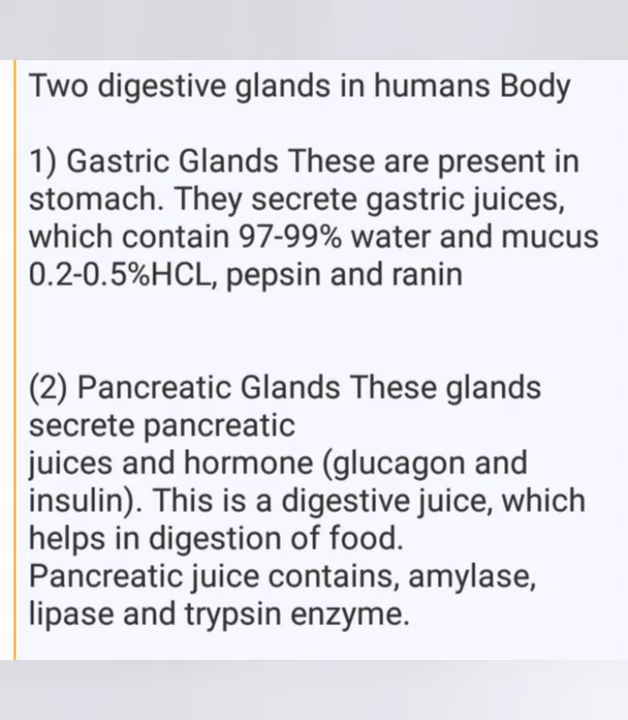 Two digestive glands in humans Body
1) Gastric Glands These are present in
stomach. They secrete gastric juices,
which contain 97-99% water and mucus
0.2-0.5%HCL, pepsin and ranin
(2) Pancreatic Glands These glands
secrete pancreatic
juices and hormone (glucagon and
insulin). This is a digestive juice, which
helps in digestion of food.
Pancreatic juice contains, amylase,
lipase and trypsin enzyme.